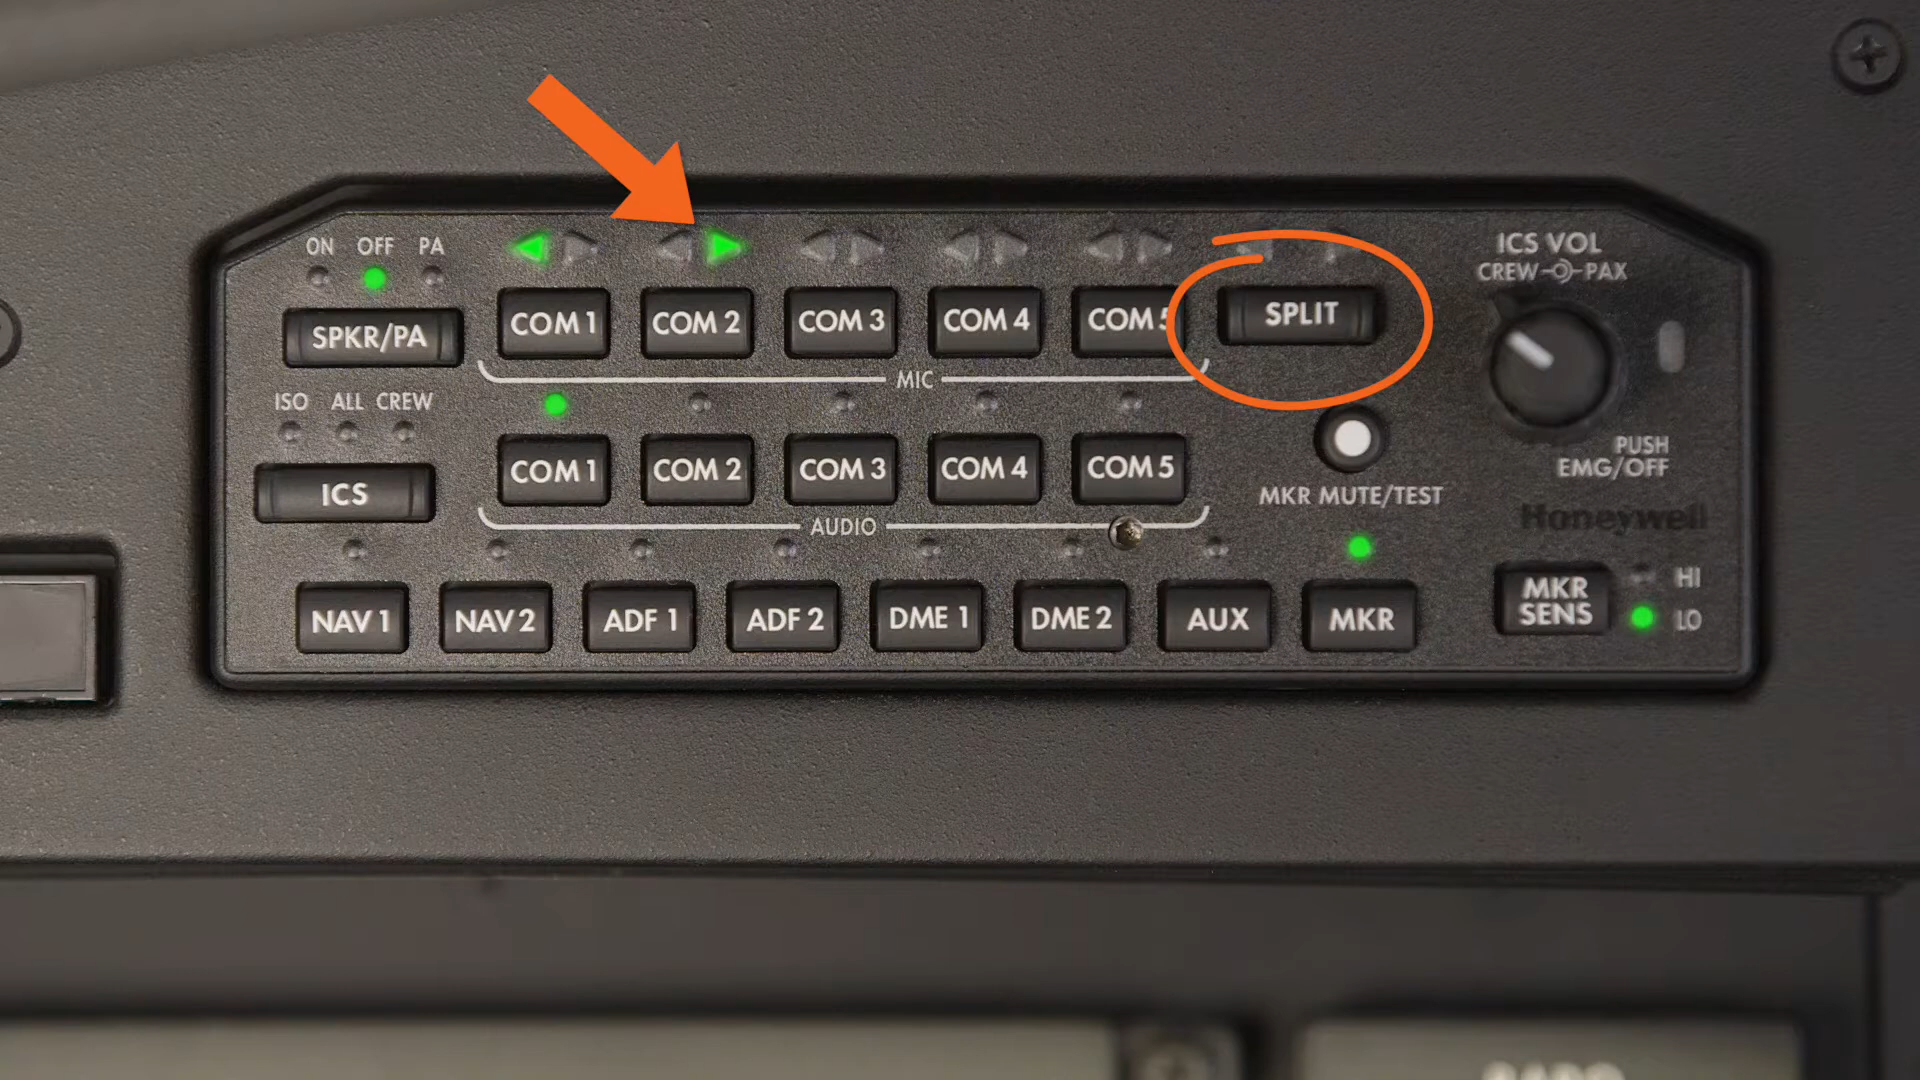 ON OFF PA
SPKR/PA
COM 1 COM 2 COM 3 COM 4 COM 5 SPLIT
MIC
ICS VOL
CREW PAX
ISO ALL CREW
ICS
COM 1 COM 2 COM 3 COM 4 COM 5
AUDIO
MKR MUTE/TEST
PUSH
EMG/OFF
Honeywell
NAV 1 NAV 2 ADF 1 ADF 2 DME 1 DME 2 AUX MKR
MKR
SENS
HI
LO